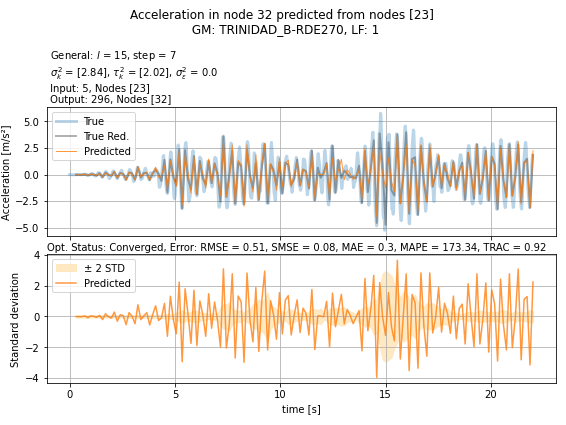 Acceleration in node 32 predicted from nodes [23]
GM: TRINIDAD_B-RDE270, LF: 1
General: l = 15, step = 7
σ²ₖ = [2.84], τ²ₖ = [2.02], σ²_ε = 0.0
Input: 5, Nodes [23]
Output: 296, Nodes [32]
Acceleration [m/s²]
5.0
2.5
0.0
−2.5
−5.0
True
True Red.
Predicted
Opt. Status: Converged, Error: RMSE = 0.51, SMSE = 0.08, MAE = 0.3, MAPE = 173.34, TRAC = 0.92
Standard deviation
4
2
0
−2
−4
± 2 STD
Predicted
0 5 10 15 20
time [s]